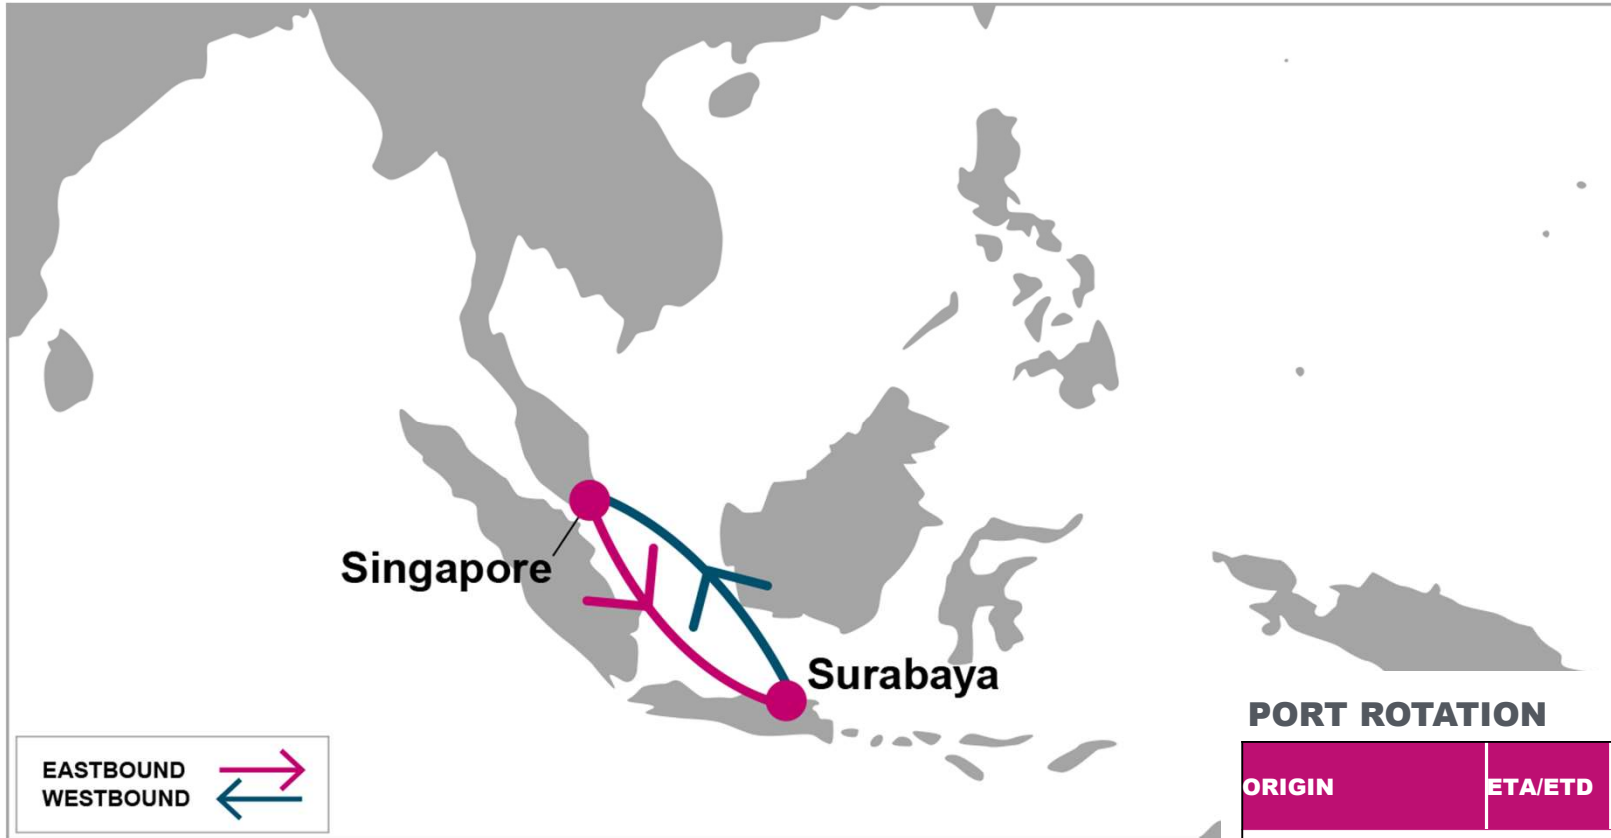 Singapore
Surabaya
PORT ROTATION
ORIGIN ETA/ETD
EASTBOUND
WESTBOUND